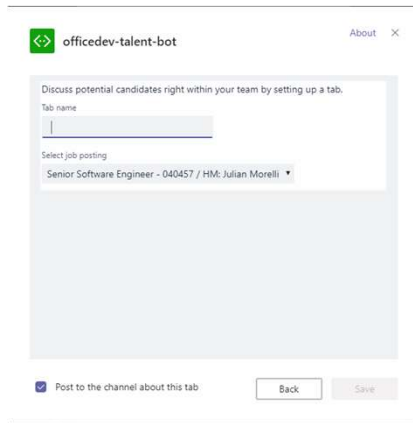 officedev-talent-bot
About
Discuss potential candidates right within your team by setting up a tab.
Tab name
Select job posting
Senior Software Engineer - 040457 / HM: Julian Morelli
Post to the channel about this tab
Back
Save